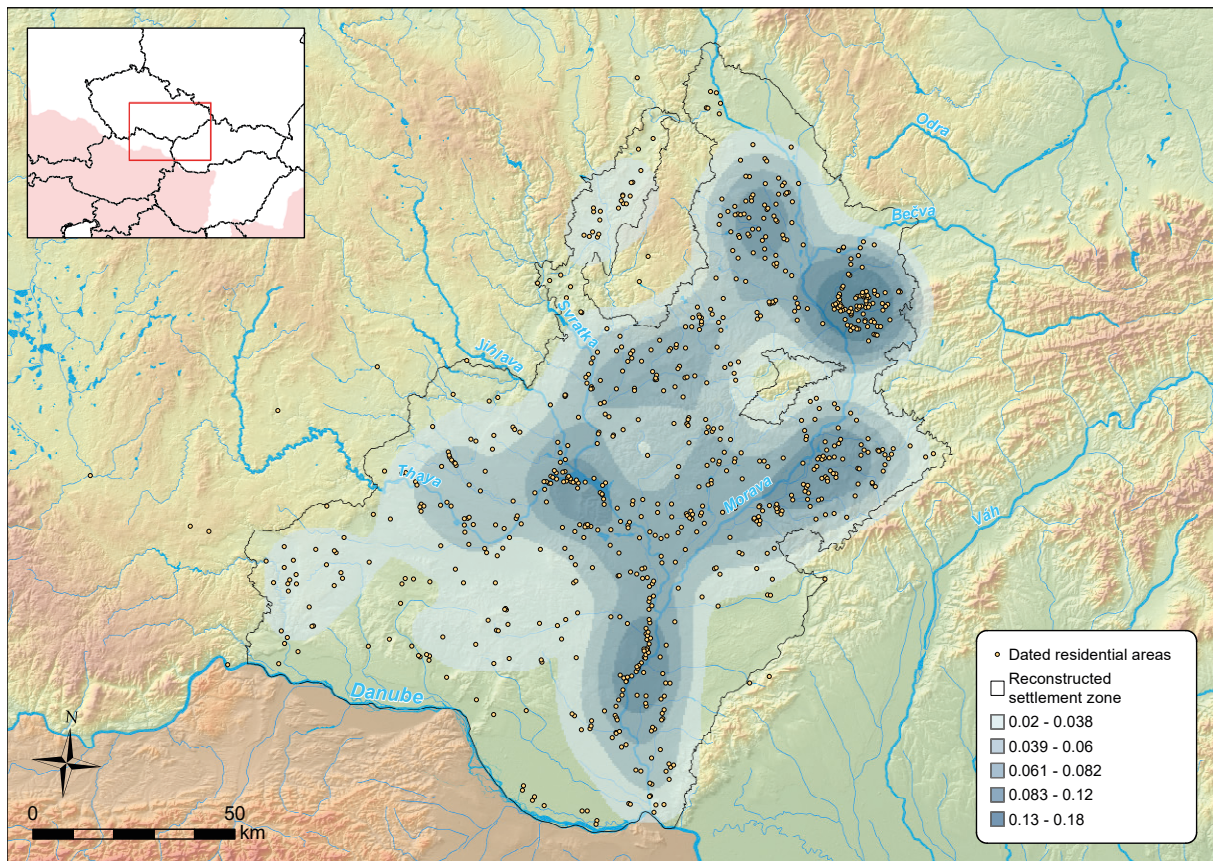 Odra
Bečva
Svratka
Jihlava
Thaya
Morava
Váh
Danube
N
0 50
km
Dated residential areas
Reconstructed
settlement zone
0.02 - 0.038
0.039 - 0.06
0.061 - 0.082
0.083 - 0.12
0.13 - 0.18